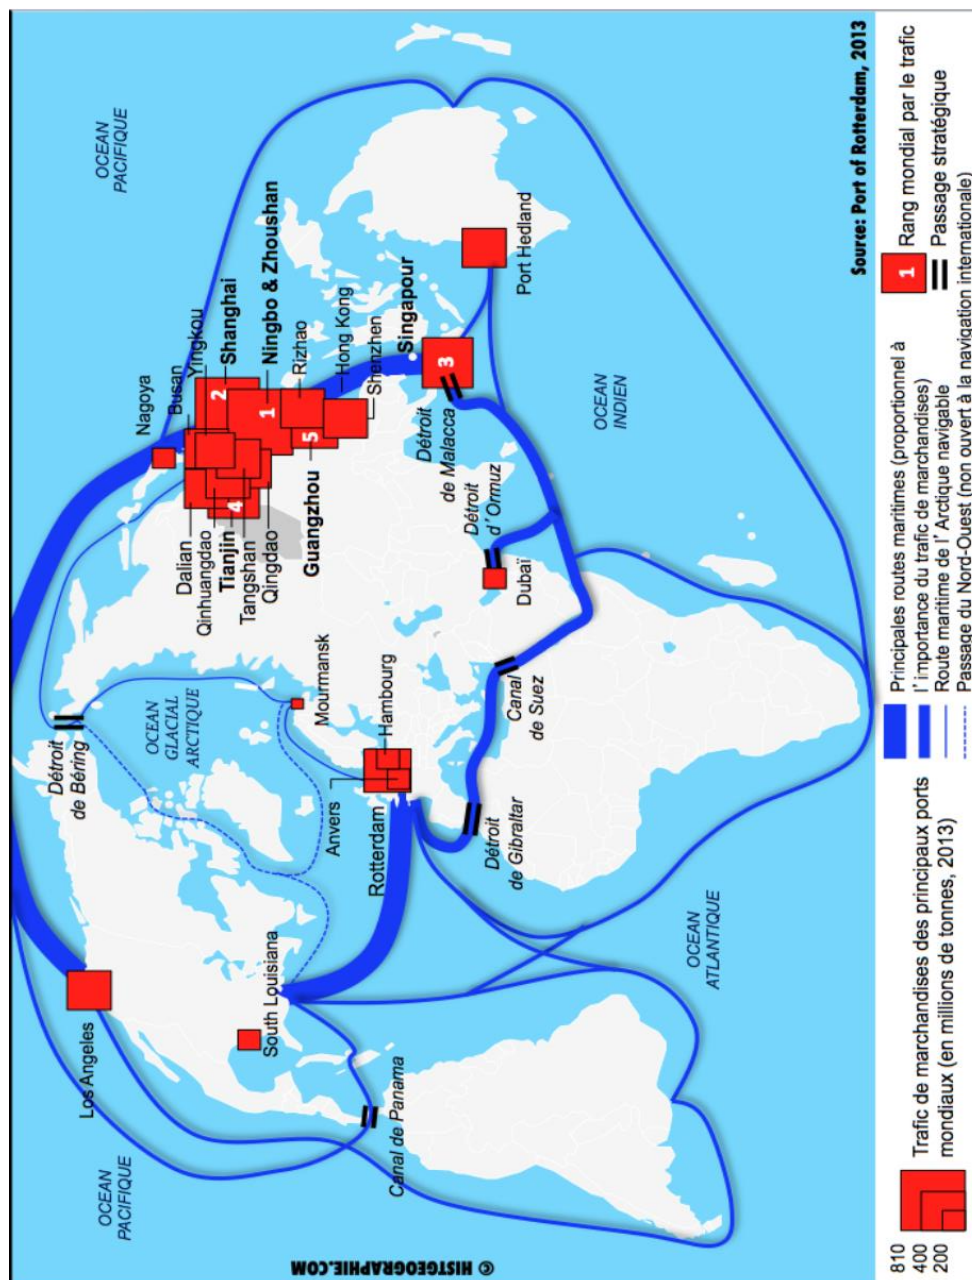 OCEAN
PACIFIQUE
OCEAN
PACIFIQUE
Los Angeles
South Louisiana
Canal de Panama
Détroit
de Béring
OCEAN
GLACIAL
ARCTIQUE
Mourmansk
Anvers
Hambourg
Rotterdam
Détroit
de Gibraltar
Canal
de Suez
OCEAN
ATLANTIQUE
Nagoya
Busan
Yingkou
Shanghai
2
Ningbo & Zhoushan
1
Rizhao
Hong Kong
Shenzhen
Dalian
Qinhuangdao
Tianjin
4
Tangshan
Qingdao
Guangzhou
5
Singapour
3
Détroit
de Malacca
Détroit
d'Ormuz
Dubaï
Port Hedland
OCEAN
INDIEN
© HISTGEOGRAPHIE.COM
Source: Port of Rotterdam, 2013
810
400
200
Trafic de marchandises des principaux ports
mondiaux (en millions de tonnes, 2013)
Principales routes maritimes (proportionnel à
l'importance du trafic de marchandises)
Route maritime de l'Arctique navigable
Passage du Nord-Ouest (non ouvert à la navigation internationale)
1
Rang mondial par le trafic
Passage stratégique